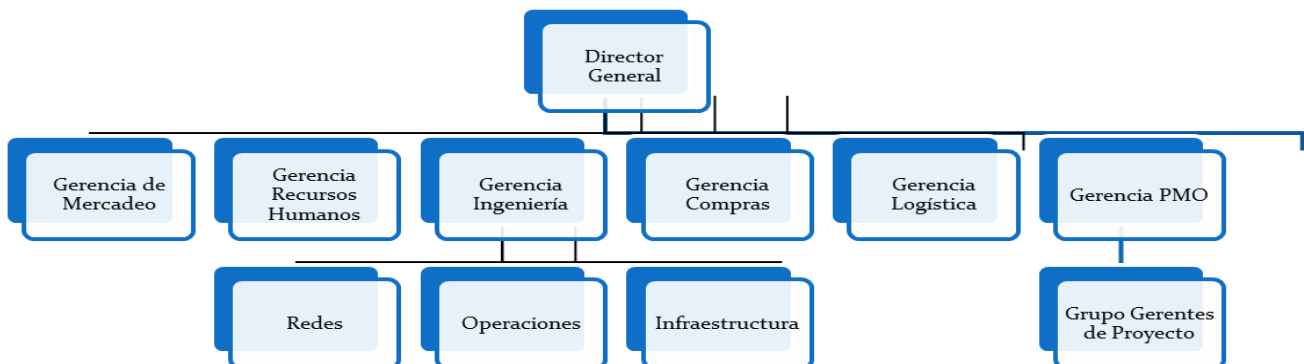 Director
General
Gerencia de
Mercadeo
Gerencia
Recursos
Humanos
Gerencia
Ingeniería
Gerencia
Compras
Gerencia
Logística
Gerencia PMO
Redes
Operaciones
Infraestructura
Grupo Gerentes
de Proyecto